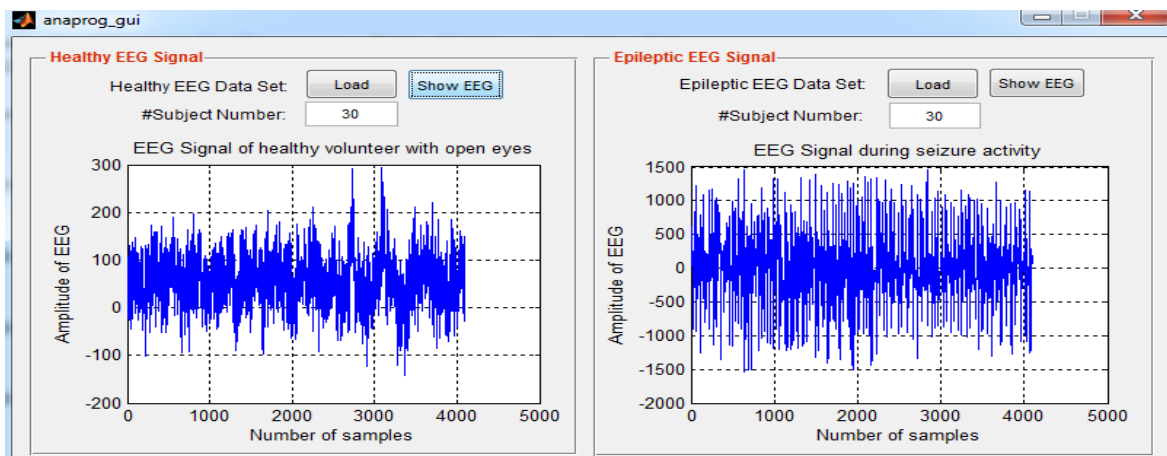 anaprog_gui
Healthy EEG Signal
Healthy EEG Data Set: Load Show EEG
#Subject Number: 30
EEG Signal of healthy volunteer with open eyes
300
200
100
0
-100
-200
Amplitude of EEG
0 1000 2000 3000 4000 5000
Number of samples
Epileptic EEG Signal
Epileptic EEG Data Set: Load Show EEG
#Subject Number: 30
EEG Signal during seizure activity
1500
1000
500
0
-500
-1000
-1500
-2000
Amplitude of EEG
0 1000 2000 3000 4000 5000
Number of samples